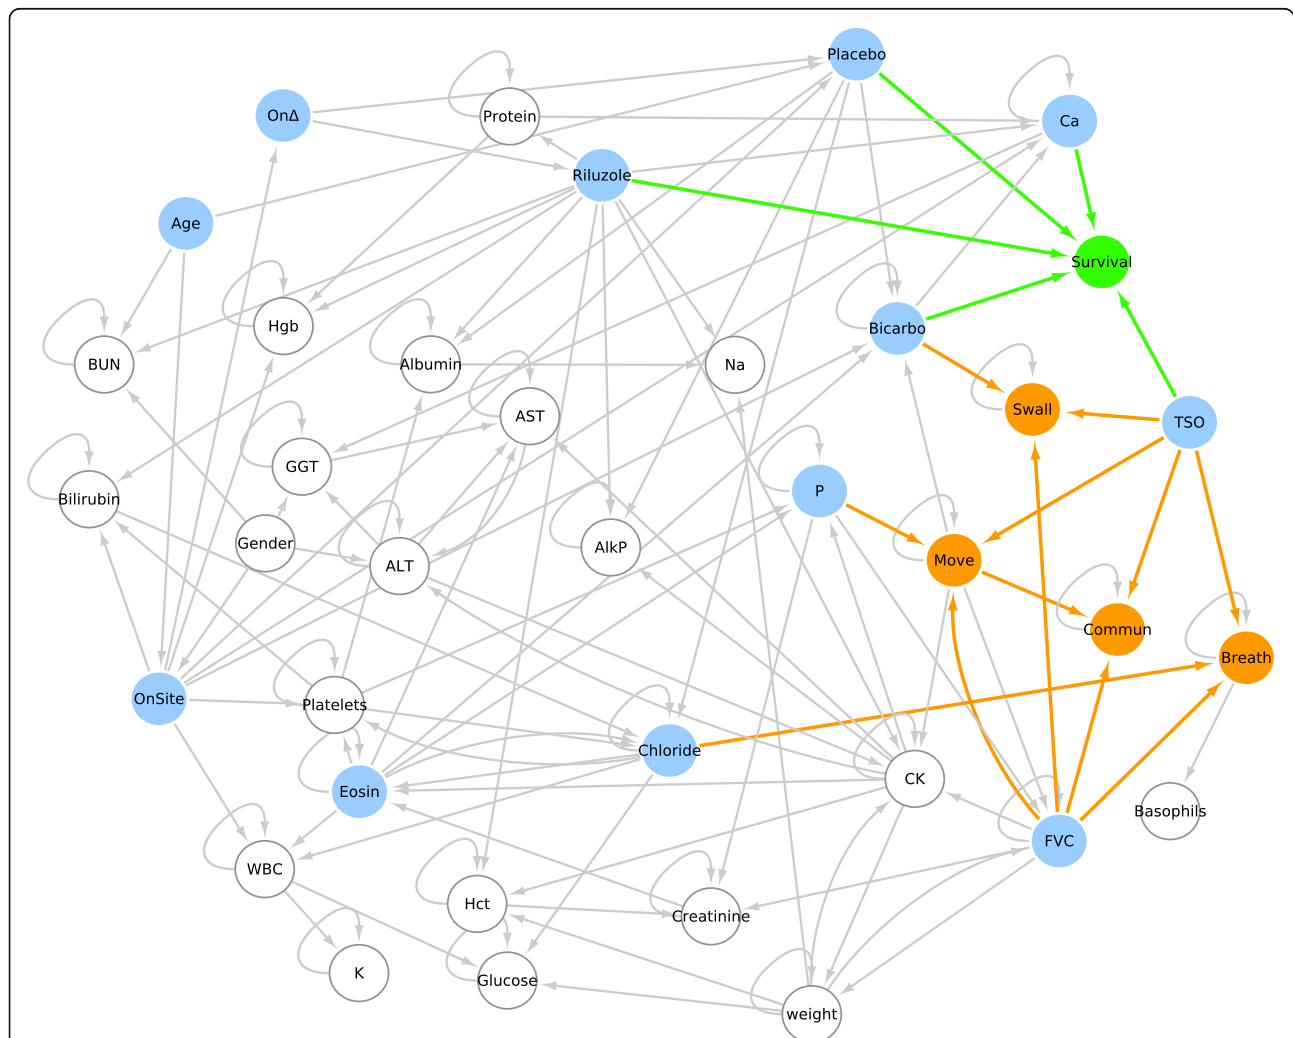 Placebo
OnΔ
Protein
Ca
Riluzole
Age
Survival
Hgb
Bicarbo
BUN
Albumin
Na
Swall
AST
TSO
GGT
Bilirubin
P
Gender
AlkP
ALT
Move
Commun
Breath
OnSite
Platelets
Chloride
CK
Eosin
Basophils
FVC
WBC
Hct
Creatinine
K
Glucose
weight